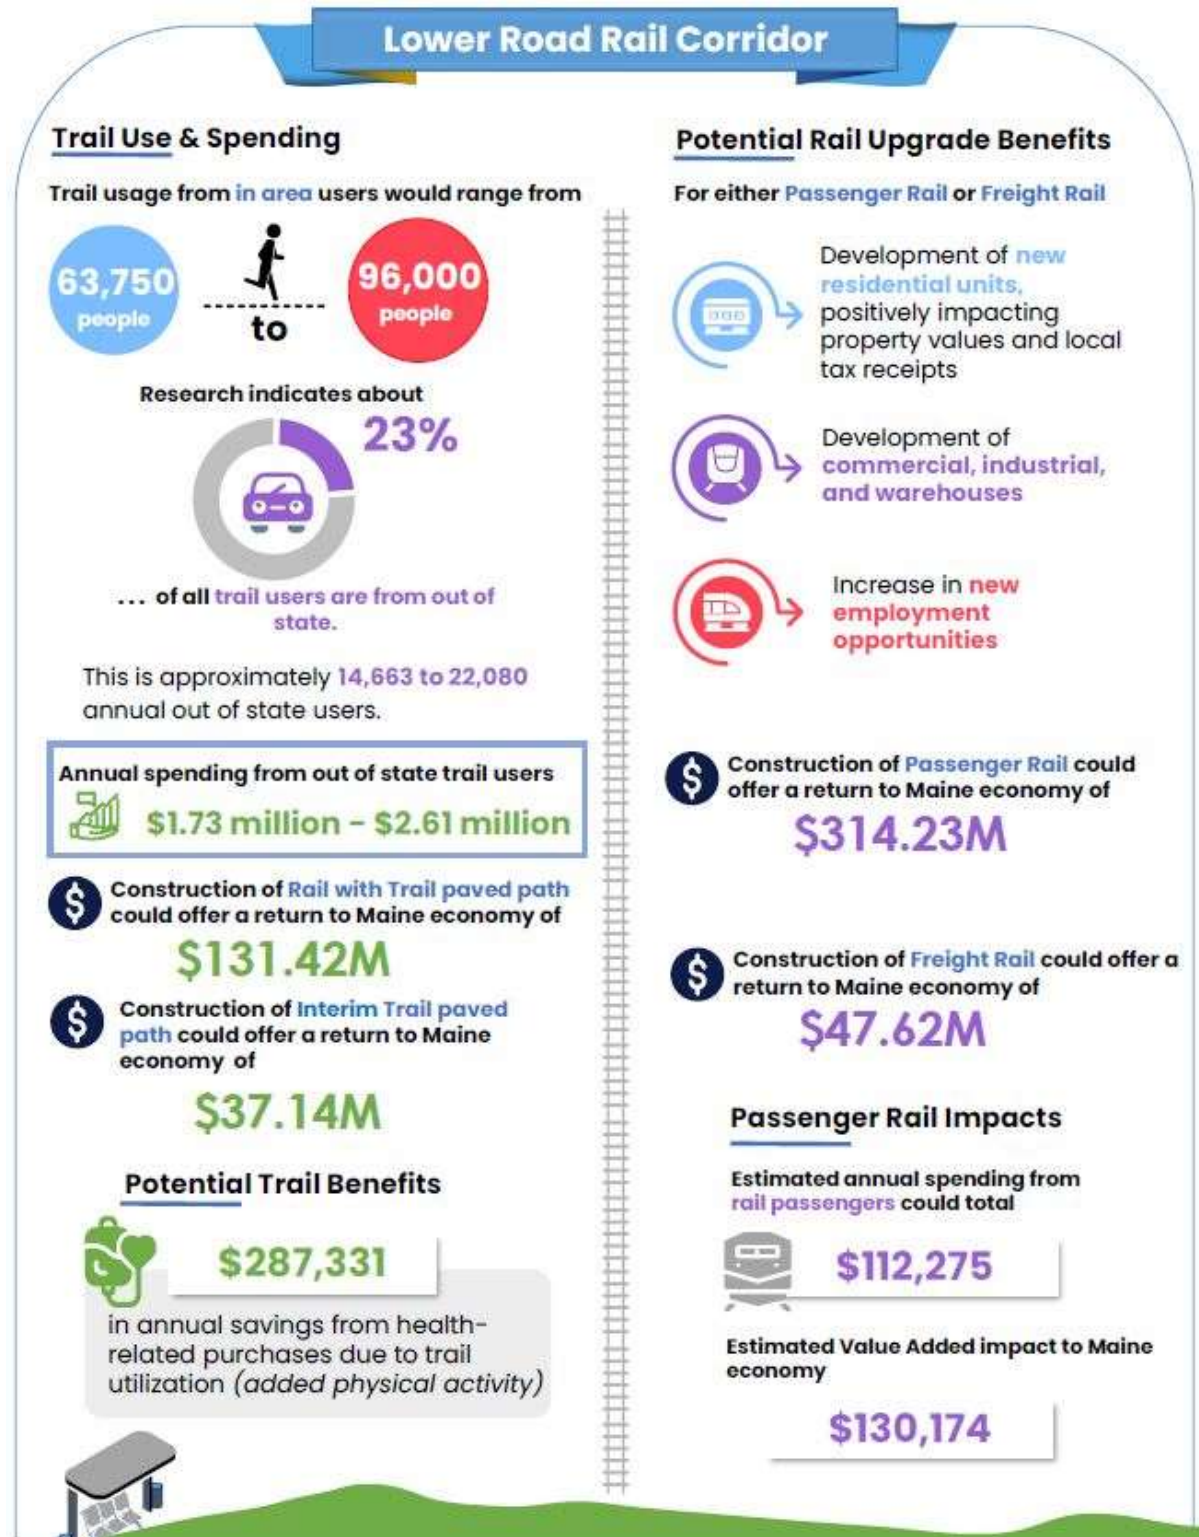 Lower Road Rail Corridor
Trail Use & Spending
Trail usage from in area users would range from
63,750
people
to
96,000
people
Research indicates about
23%
... of all trail users are from out of
state.
This is approximately 14,663 to 22,080
annual out of state users.
Annual spending from out of state trail users
$1.73 million - $2.61 million
Construction of Rail with Trail paved path
could offer a return to Maine economy of
$131.42M
Construction of Interim Trail paved
path could offer a return to Maine
economy of
$37.14M
Potential Trail Benefits
$287,331
in annual savings from health-
related purchases due to trail
utilization (added physical activity)
Potential Rail Upgrade Benefits
For either Passenger Rail or Freight Rail
Development of new
residential units,
positively impacting
property values and local
tax receipts
Development of
commercial, industrial,
and warehouses
Increase in new
employment
opportunities
Construction of Passenger Rail could
offer a return to Maine economy of
$314.23M
Construction of Freight Rail could offer a
return to Maine economy of
$47.62M
Passenger Rail Impacts
Estimated annual spending from
rail passengers could total
$112,275
Estimated Value Added impact to Maine
economy
$130,174